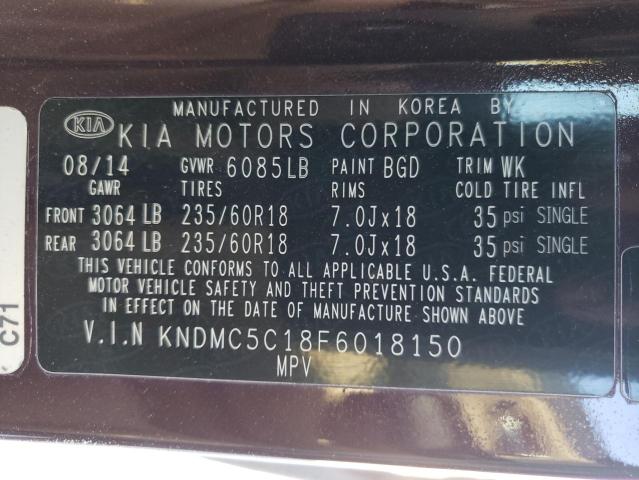 MANUFACTURED IN KOREA BY
KIA KIA MOTORS CORPORATION
08/14 GVWR 6085LB PAINT BGD TRIM WK
GAWR TIRES RIMS COLD TIRE INFL
FRONT 3064 LB 235/60R18 7.0Jx18 35 psi SINGLE
REAR 3064 LB 235/60R18 7.0Jx18 35 psi SINGLE
THIS VEHICLE CONFORMS TO ALL APPLICABLE U.S.A. FEDERAL
MOTOR VEHICLE SAFETY AND THEFT PREVENTION STANDARDS
IN EFFECT ON THE DATE OF MANUFACTURE SHOWN ABOVE
V.I.N KNDMC5C18F6018150
MPV
C71